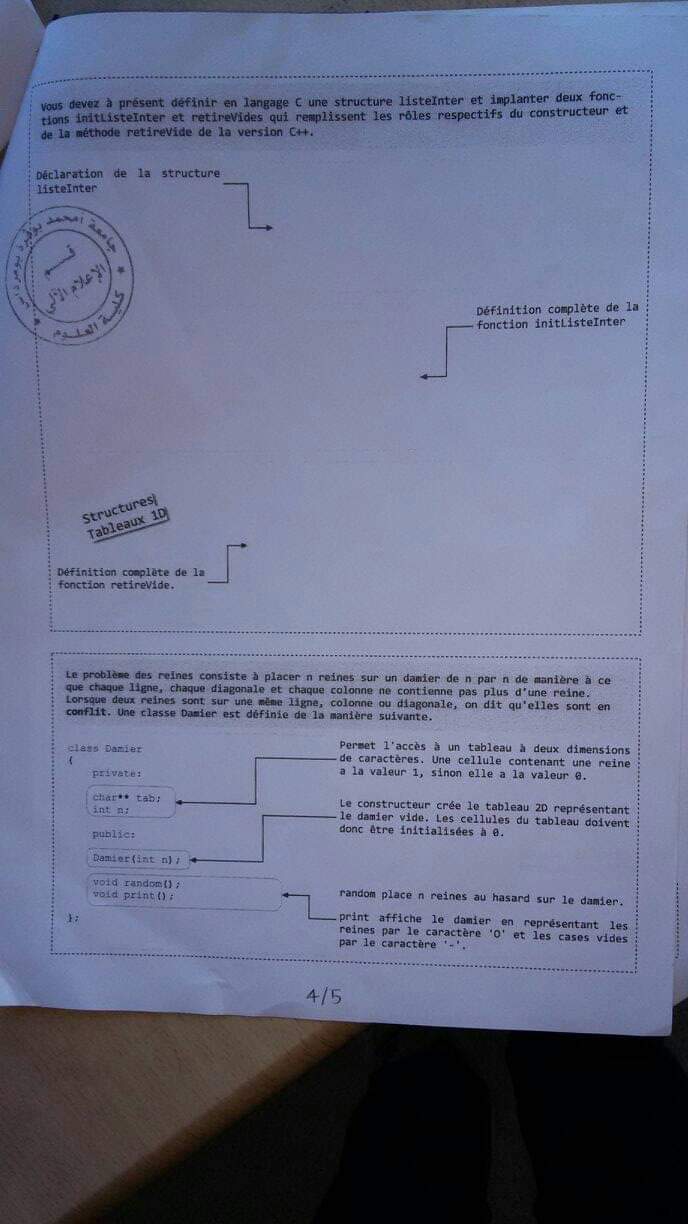 Vous devez à présent définir en langage C une structure listeInter et implanter deux fonc-
tions initListeInter et retireVides qui remplissent les rôles respectifs du constructeur et
de la méthode retireVide de la version C++.
Déclaration de la structure
listeInter
جامعة امحمد بوقرة بومرداس
قسم
الإعلام الآلي
* كلية العلوم *
Définition complète de la
fonction initListeInter
Structures
Tableaux 1D
Définition complète de la
fonction retireVide.
Le problème des reines consiste à placer n reines sur un damier de n par n de manière à ce
que chaque ligne, chaque diagonale et chaque colonne ne contienne pas plus d'une reine.
Lorsque deux reines sont sur une même ligne, colonne ou diagonale, on dit qu'elles sont en
conflit. Une classe Damier est définie de la manière suivante.
class Damier
{
private:
char** tab;
int n;
public:
Damier(int n);
void random();
void print();
};
Permet l'accès à un tableau à deux dimensions
de caractères. Une cellule contenant une reine
a la valeur 1, sinon elle a la valeur 0.
Le constructeur crée le tableau 2D représentant
le damier vide. Les cellules du tableau doivent
donc être initialisées à 0.
random place n reines au hasard sur le damier.
print affiche le damier en représentant les
reines par le caractère 'O' et les cases vides
par le caractère '-'.
4/5